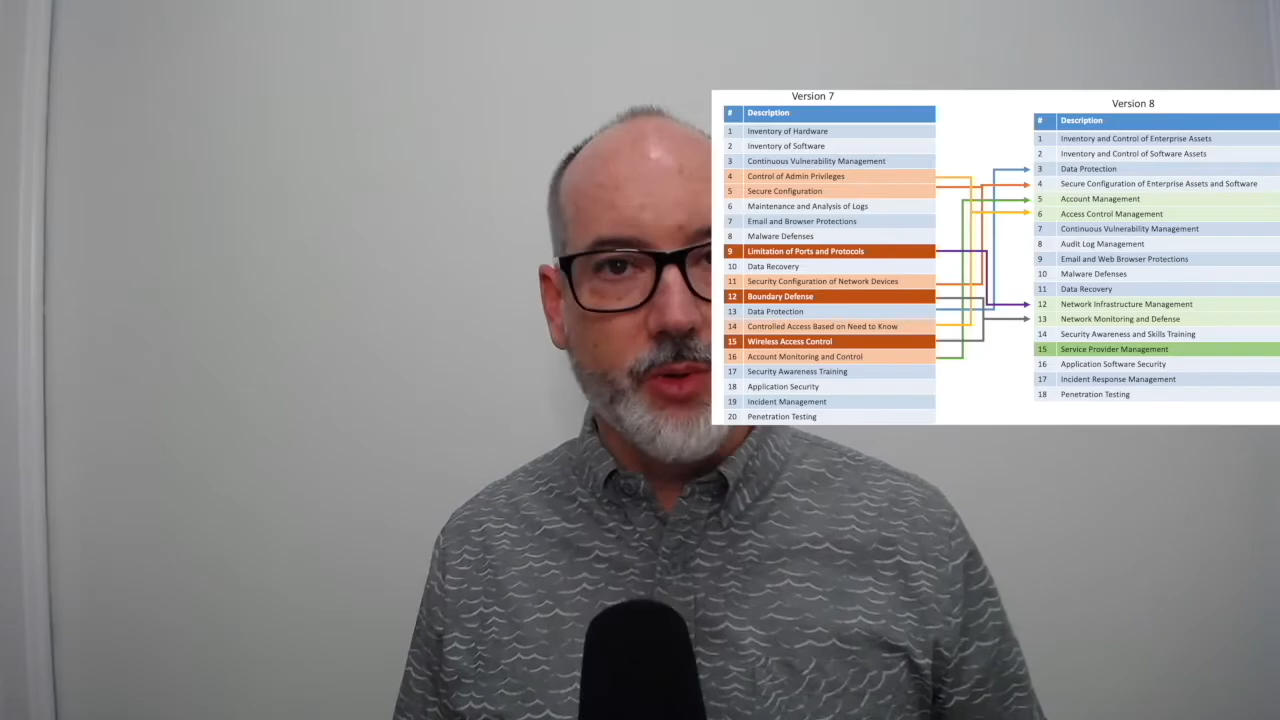 Version 7
# Description
1 Inventory of Hardware
2 Inventory of Software
3 Continuous Vulnerability Management
4 Control of Admin Privileges
5 Secure Configuration
6 Maintenance and Analysis of Logs
7 Email and Browser Protections
8 Malware Defenses
9 Limitation of Ports and Protocols
10 Data Recovery
11 Security Configuration of Network Devices
12 Boundary Defense
13 Data Protection
14 Controlled Access Based on Need to Know
15 Wireless Access Control
16 Account Monitoring and Control
17 Security Awareness Training
18 Application Security
19 Incident Management
20 Penetration Testing
Version 8
# Description
1 Inventory and Control of Enterprise Assets
2 Inventory and Control of Software Assets
3 Data Protection
4 Secure Configuration of Enterprise Assets and Software
5 Account Management
6 Access Control Management
7 Continuous Vulnerability Management
8 Audit Log Management
9 Email and Web Browser Protections
10 Malware Defenses
11 Data Recovery
12 Network Infrastructure Management
13 Network Monitoring and Defense
14 Security Awareness and Skills Training
15 Service Provider Management
16 Application Software Security
17 Incident Response Management
18 Penetration Testing